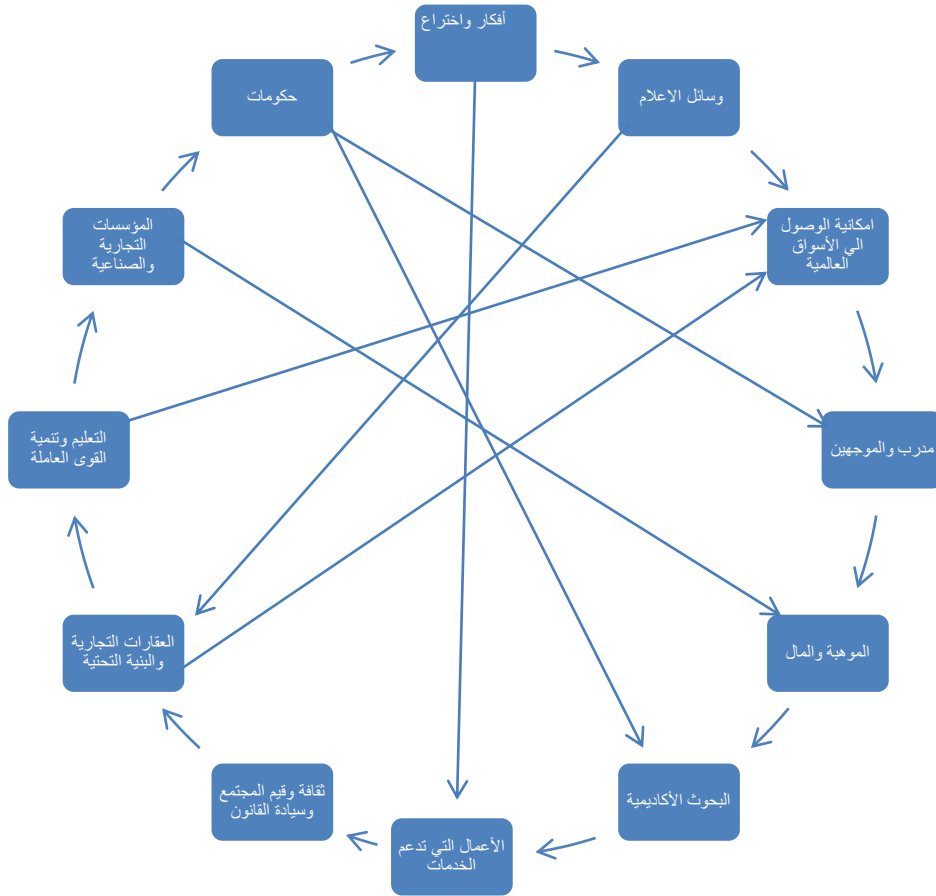 أفكار واختراع
وسائل الاعلام
امكانية الوصول
الي الأسواق
العالمية
مدرب والموجهين
الموهبة والمال
البحوث الأكاديمية
الأعمال التي تدعم
الخدمات
ثقافة وقيم المجتمع
وسيادة القانون
العقارات التجارية
والبنية التحتية
التعليم وتنمية
القوى العاملة
المؤسسات
التجارية
والصناعية
حكومات